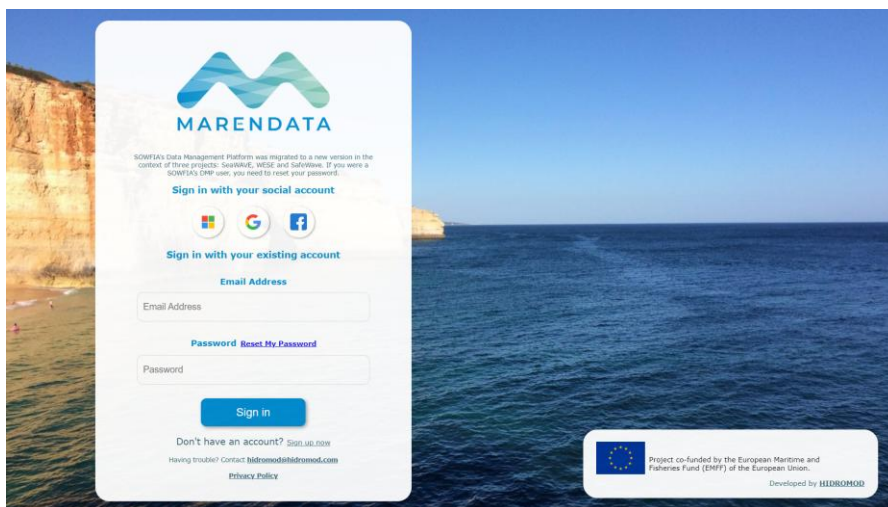 MARENDATA
SOWFIA's Data Management Platform was migrated to a new version in the
context of three projects: SeaWAVE, WESE and SafeWave. If you were a
SOWFIA's DMP user, you need to reset your password.
Sign in with your social account
Sign in with your existing account
Email Address
Email Address
Password Reset My Password
Password
Sign in
Don't have an account? Sign up now
Having trouble? Contact hidromod@hidromod.com
Privacy Policy
Project co-funded by the European Maritime and
Fisheries Fund (EMFF) of the European Union.
Developed by HIDROMOD